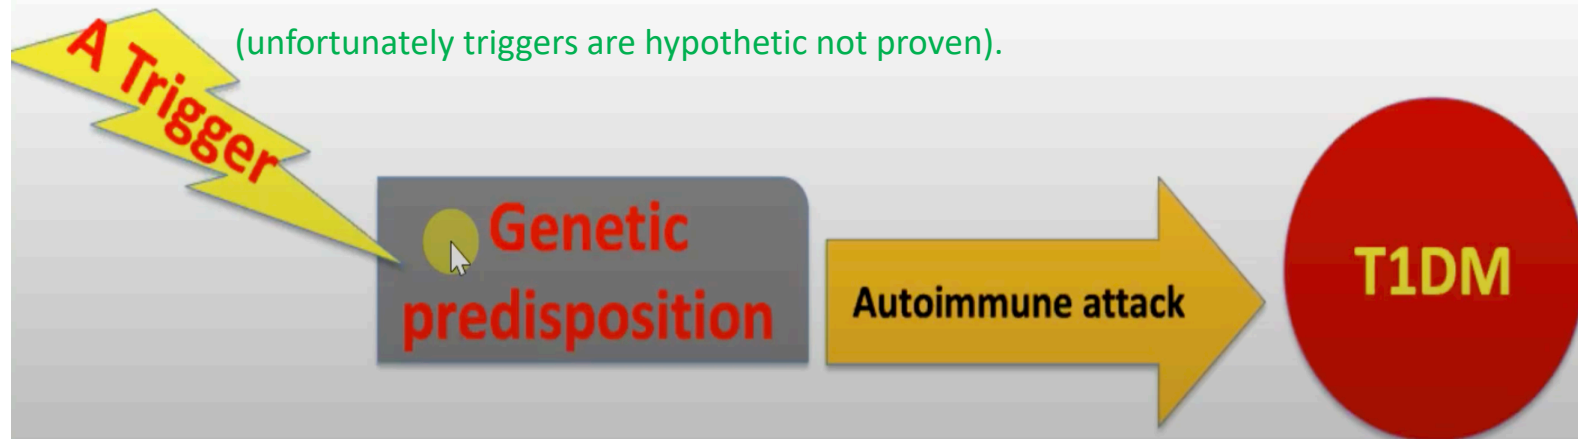 (unfortunately triggers are hypothetic not proven).
A Trigger
Genetic
predisposition
Autoimmune attack
T1DM